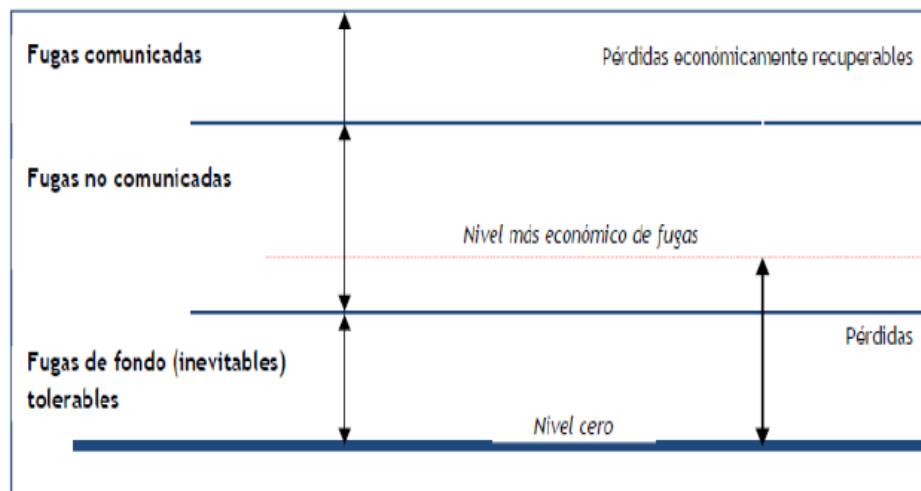 Fugas comunicadas
Pérdidas económicamente recuperables
Fugas no comunicadas
Nivel más económico de fugas
Pérdidas
Fugas de fondo (inevitables)
tolerables
Nivel cero